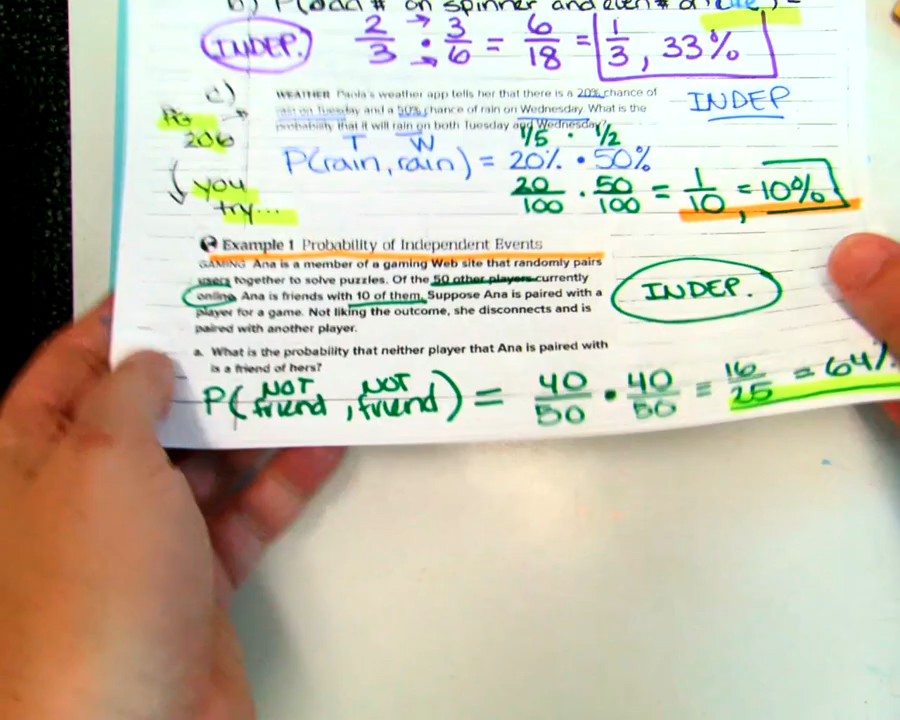 b) P(odd # on spinner and even #
INDEP. 2/3 · 3/6 = 6/18 = 1/3, 33%
c) WEATHER Paola's weather app tells her that there is a 20% chance of
rain on Tuesday and a 50% chance of rain on Wednesday. What is the
probability that it will rain on both Tuesday and Wednesday?
INDEP
PG
206
you
try...
T W 1/5 · 1/2
P(rain, rain) = 20% · 50%
20/100 · 50/100 = 1/10, = 10%
Example 1 Probability of Independent Events
GAMING Ana is a member of a gaming Web site that randomly pairs
users together to solve puzzles. Of the 50 other players currently
online, Ana is friends with 10 of them. Suppose Ana is paired with a
player for a game. Not liking the outcome, she disconnects and is
paired with another player.
INDEP.
a. What is the probability that neither player that Ana is paired with
is a friend of hers?
P(NOT friend, NOT friend) = 40/50 · 40/50 = 16/25 = 64%